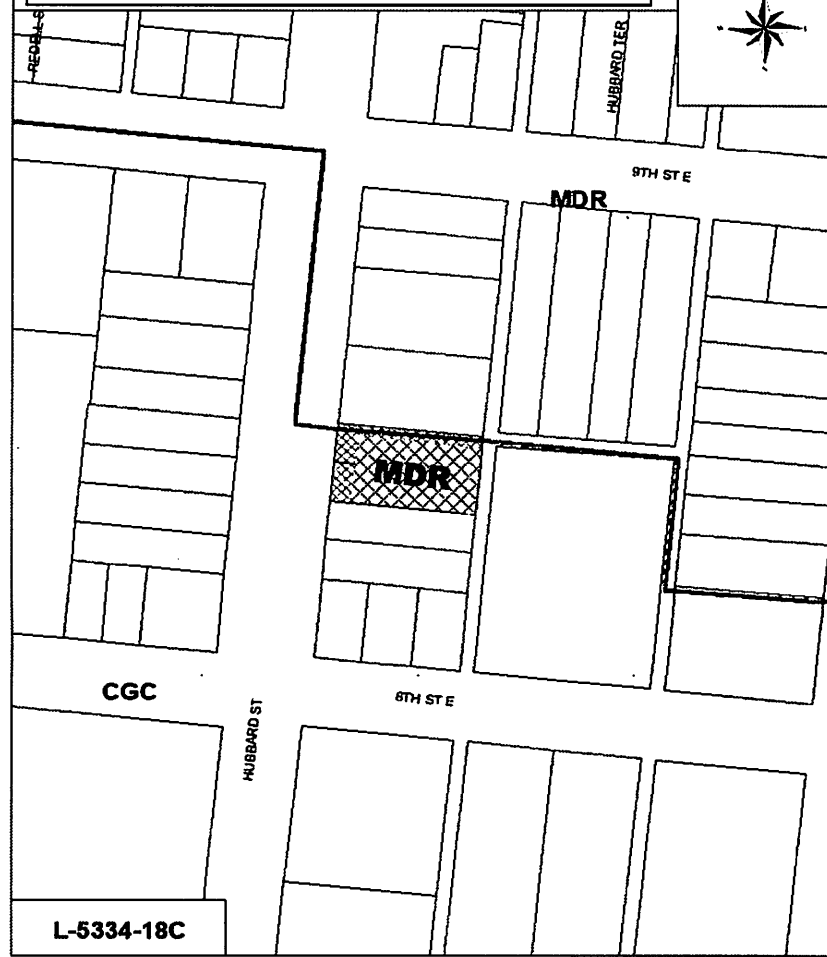 HUBBARD TER
9TH ST E
MDR
MDR
CGC
8TH ST E
HUBBARD ST
L-5334-18C